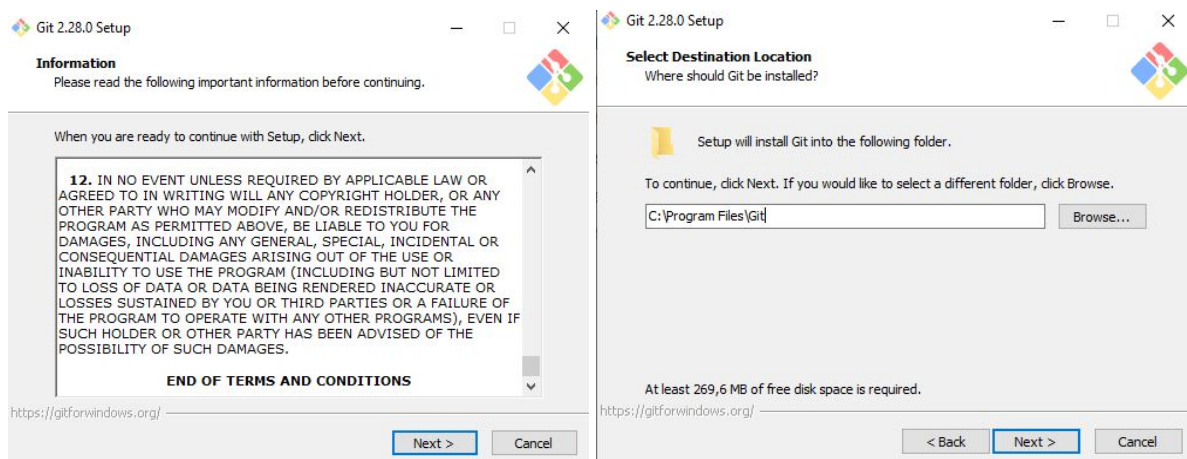 Git 2.28.0 Setup
Information
Please read the following important information before continuing.
When you are ready to continue with Setup, click Next.
12. IN NO EVENT UNLESS REQUIRED BY APPLICABLE LAW OR
AGREED TO IN WRITING WILL ANY COPYRIGHT HOLDER, OR ANY
OTHER PARTY WHO MAY MODIFY AND/OR REDISTRIBUTE THE
PROGRAM AS PERMITTED ABOVE, BE LIABLE TO YOU FOR
DAMAGES, INCLUDING ANY GENERAL, SPECIAL, INCIDENTAL OR
CONSEQUENTIAL DAMAGES ARISING OUT OF THE USE OR
INABILITY TO USE THE PROGRAM (INCLUDING BUT NOT LIMITED
TO LOSS OF DATA OR DATA BEING RENDERED INACCURATE OR
LOSSES SUSTAINED BY YOU OR THIRD PARTIES OR A FAILURE OF
THE PROGRAM TO OPERATE WITH ANY OTHER PROGRAMS), EVEN IF
SUCH HOLDER OR OTHER PARTY HAS BEEN ADVISED OF THE
POSSIBILITY OF SUCH DAMAGES.
END OF TERMS AND CONDITIONS
https://gitforwindows.org/
Next >
Cancel
Git 2.28.0 Setup
Select Destination Location
Where should Git be installed?
Setup will install Git into the following folder.
To continue, click Next. If you would like to select a different folder, click Browse.
C:\Program Files\Git
Browse...
At least 269,6 MB of free disk space is required.
https://gitforwindows.org/
< Back
Next >
Cancel